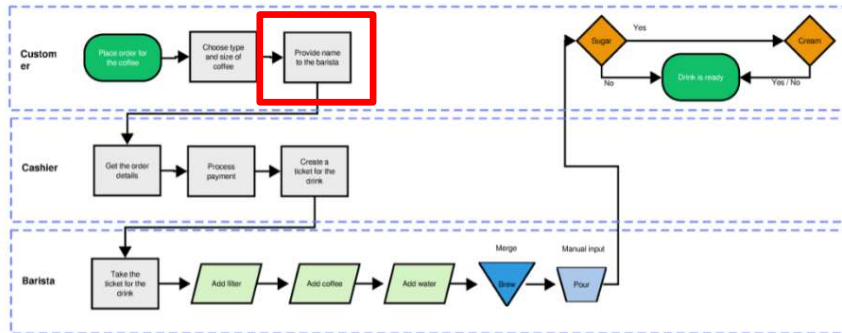 Custom
er
Place order for
the coffee
Choose type
and size of
coffee
Provide name
to the barista
Sugar
Yes
Cream
No
Drink is ready
Yes / No
Cashier
Get the order
details
Process
payment
Create a
ticket for the
drink
Barista
Take the
ticket for the
drink
Add filter
Add coffee
Add water
Merge
Brew
Manual input
Pour